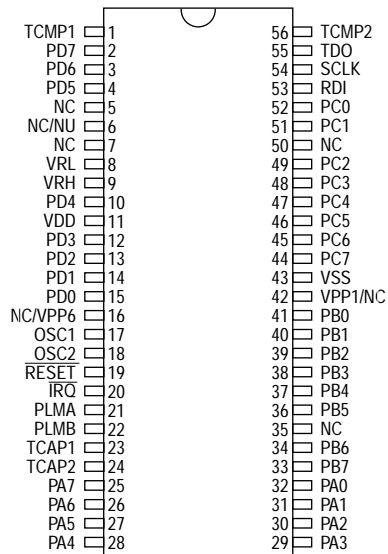 TCMP1 1 56 TCMP2
PD7 2 55 TDO
PD6 3 54 SCLK
PD5 4 53 RDI
NC 5 52 PC0
NC/NU 6 51 PC1
NC 7 50 NC
VRL 8 49 PC2
VRH 9 48 PC3
PD4 10 47 PC4
VDD 11 46 PC5
PD3 12 45 PC6
PD2 13 44 PC7
PD1 14 43 VSS
PD0 15 42 VPP1/NC
NC/VPP6 16 41 PB0
OSC1 17 40 PB1
OSC2 18 39 PB2
RESET 19 38 PB3
IRQ 20 37 PB4
PLMA 21 36 PB5
PLMB 22 35 NC
TCAP1 23 34 PB6
TCAP2 24 33 PB7
PA7 25 32 PA0
PA6 26 31 PA1
PA5 27 30 PA2
PA4 28 29 PA3